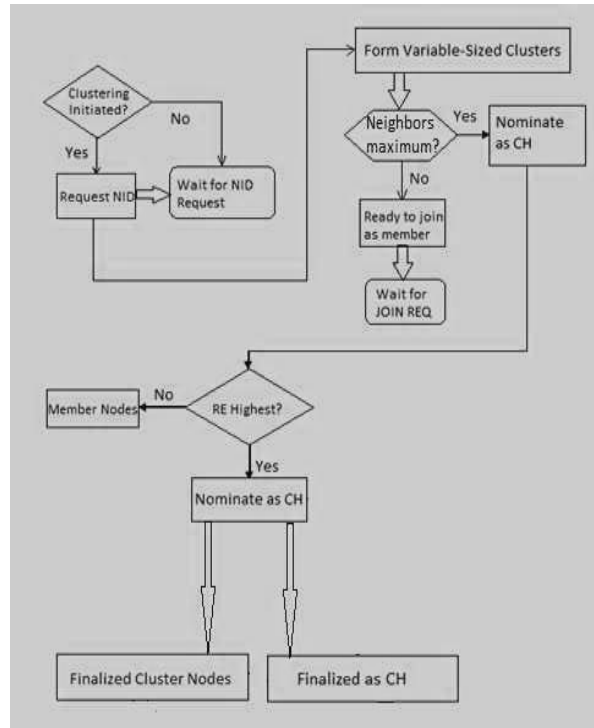 Form Variable-Sized Clusters
Clustering
Initiated?
No
Yes
Request NID
Wait for NID
Request
Neighbors
maximum?
Yes
Nominate
as CH
No
Ready to join
as member
Wait for
JOIN REQ
RE Highest?
No
Member Nodes
Yes
Nominate as CH
Finalized Cluster Nodes
Finalized as CH